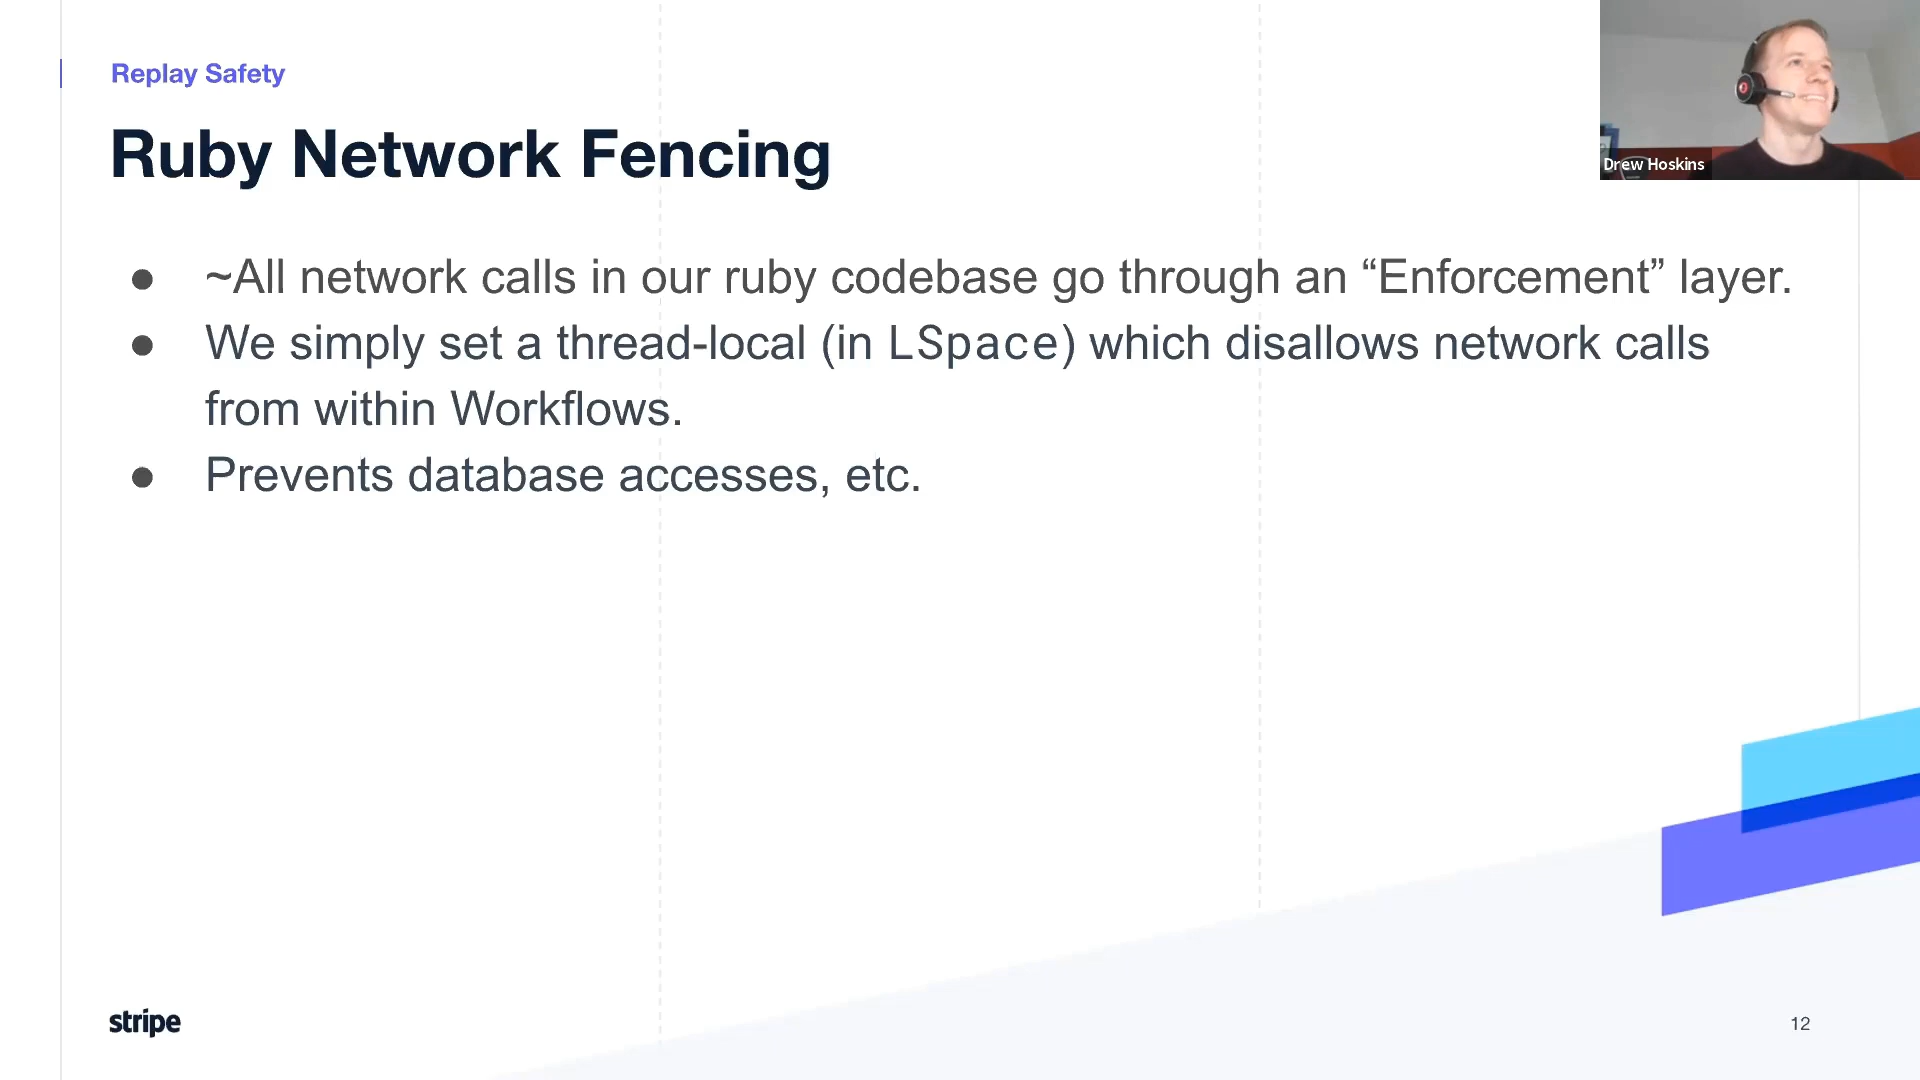 Replay Safety
Ruby Network Fencing
● ~All network calls in our ruby codebase go through an “Enforcement” layer.
● We simply set a thread-local (in LSpace) which disallows network calls
from within Workflows.
● Prevents database accesses, etc.
Drew Hoskins
stripe
12